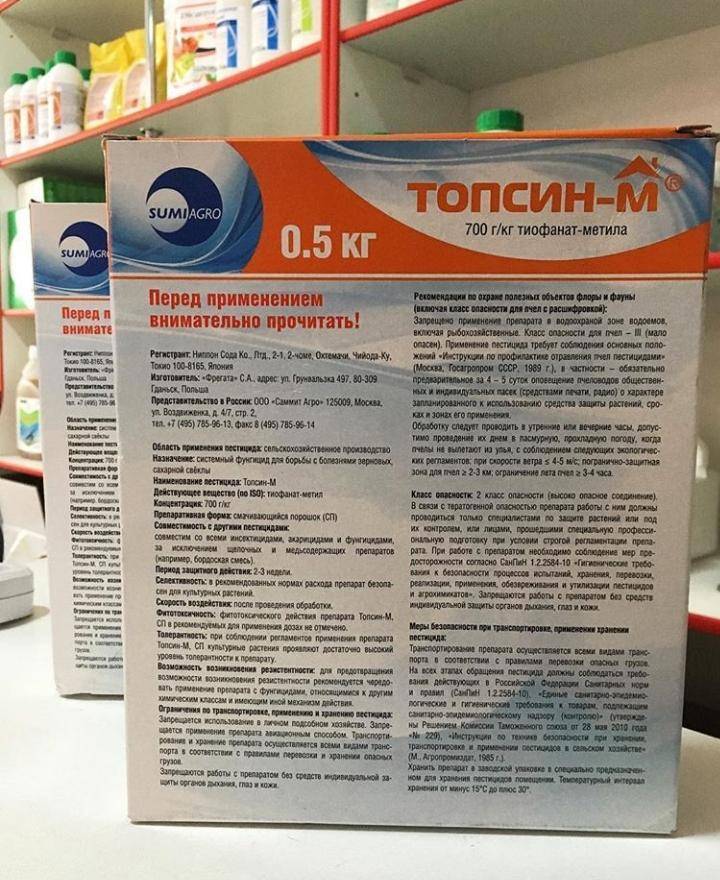 SUMI AGRO
0.5 кг
ТОПСИН-М®
700 г/кг тиофанат-метила
Перед применением
внимательно прочитать!
Регистрант: Ниппон Сода Ко., Лтд., 2-1, 2-чоме, Охтемачи, Чийода-Ку,
Токио 100-8165, Япония
Изготовитель: «Фрегата» С.А., адрес: ул. Грунвальзка 497, 80-309
Гданьск, Польша
Представительство в России: ООО «Саммит Агро» 125009, Москва,
ул. Воздвиженка, д. 4/7, стр. 2,
тел. +7 (495) 785-96-13, факс 8 (495) 785-96-14
Область применения пестицида: сельскохозяйственное производство
Назначение: системный фунгицид для борьбы с болезнями зерновых,
сахарной свёклы
Наименование пестицида: Топсин-М
Действующее вещество (по ISO): тиофанат-метил
Концентрация: 700 г/кг
Препаративная форма: смачивающийся порошок (СП)
Совместимость с другими пестицидами:
совместим со всеми инсектицидами, акарицидами и фунгицидами,
за исключением щелочных и медьсодержащих препаратов
(например, бордоская смесь).
Период защитного действия: 2-3 недели.
Селективность: в рекомендованных нормах расхода препарат безопа-
сен для культурных растений.
Скорость воздействия: после проведения обработки.
Фитотоксичность: фитотоксического действия препарата Топсин-М,
СП в рекомендуемых для применения дозах не отмечено.
Толерантность: при соблюдении регламентов применения препарата
Топсин-М, СП культурные растения проявляют достаточно высокий
уровень толерантности к препарату.
Возможность возникновения резистентности: для предотвращения
возможности возникновения резистентности рекомендуется чередо-
вать применение препарата с фунгицидами, относящимися к другим
химическим классам и имеющим иной механизм действия.
Ограничения по транспортировке, применению и хранению пестицида:
Запрещается использование в личном подсобном хозяйстве. Запре-
щается применение препарата авиационным способом. Транспорти-
рование и хранение препарата осуществляется всеми видами транс-
порта в соответствии с правилами перевозки и хранении опасных
грузов.
Запрещаются работы с препаратом без средств индивидуальной за-
щиты органов дыхания, глаз и кожи.
Рекомендации по охране полезных объектов флоры и фауны
(включая класс опасности для пчел с расшифровкой):
Запрещено применение препарата в водоохраной зоне водоемов,
включая рыбохозяйственные. Класс опасности для пчел – III (мало
опасен). Применение пестицида требует соблюдения основных поло-
жений «Инструкции по профилактике отравления пчел пестицидами»
(Москва, Госагропром СССР, 1989 г.), в частности – обязательно
предварительное за 4 – 5 суток оповещение пчеловодов обществен-
ных и индивидуальных пасек (средствами печати, радио) о характере
запланированного к использованию средства защиты растений, сро-
ках и зонах его применения.
Обработку следует проводить в утренние или вечерние часы, допус-
тимо проведение их днем в пасмурную, прохладную погоду, когда
пчелы не вылетают из улья, с соблюдением следующих экологичес-
ких регламентов: при скорости ветра ≤ 4-5 м/с; погранично-защитная
зона для пчел ≥ 2-3 км; ограничение лета пчел ≥ 3-4 часа.
Класс опасности: 2 класс опасности (высоко опасное соединение).
В связи с тератогенной опасностью препарата работы с ним должны
проводиться только специалистами по защите растений или под
их контролем, или лицами, прошедшими специальную профессио-
нальную подготовку при условии строгой регламентации препа-
рата. При работе с препаратом необходимо соблюдение мер пре-
досторожности согласно СанПиН 1.2.2584-10 «Гигиенические требо-
вания к безопасности процессов испытаний, хранения, перевозки,
реализации, применения, обезвреживания и утилизации пестицидов
и агрохимикатов». Запрещаются работы с препаратом без средств
индивидуальной защиты органов дыхания, глаз и кожи.
Меры безопасности при транспортировке, применении хранении
пестицида:
Транспортирование препарата осуществляется всеми видами транс-
порта в соответствии с правилами перевозки опасных грузов.
На всех этапах обращения пестицида должны соблюдаться требо-
вания действующих в Российской Федерации Санитарных норм
и правил (СанПиН 1.2.2584-10), «Единые санитарно-эпидемио-
логические и гигиенические требования к товарам, подлежащим
санитарно-эпидемиологическому надзору (контролю)» (утвержде-
ны Решением Комиссии Таможенного союза от 28 мая 2010 года
«№ 229), «Инструкции по технике безопасности при хранении,
транспортировке и применении пестицидов в сельском хозяйстве»
(М., Агропромиздат, 1985 г.).
Хранить препарат в заводской упаковке в специально предназначен-
ном для хранения пестицидов помещении. Температурный интервал
хранения от минус 15°С до плюс 30°.